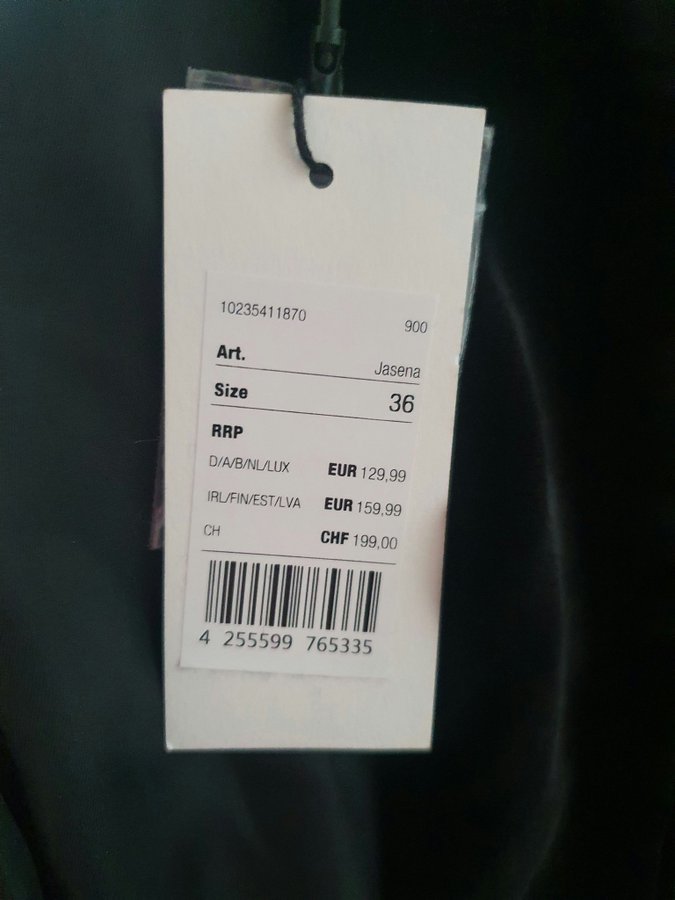 10235411870
900
Art. Jasena
Size 36
RRP
D/A/B/NL/LUX EUR 129,99
IRL/FIN/EST/LVA EUR 159,99
CH CHF 199,00
4 255599 765335